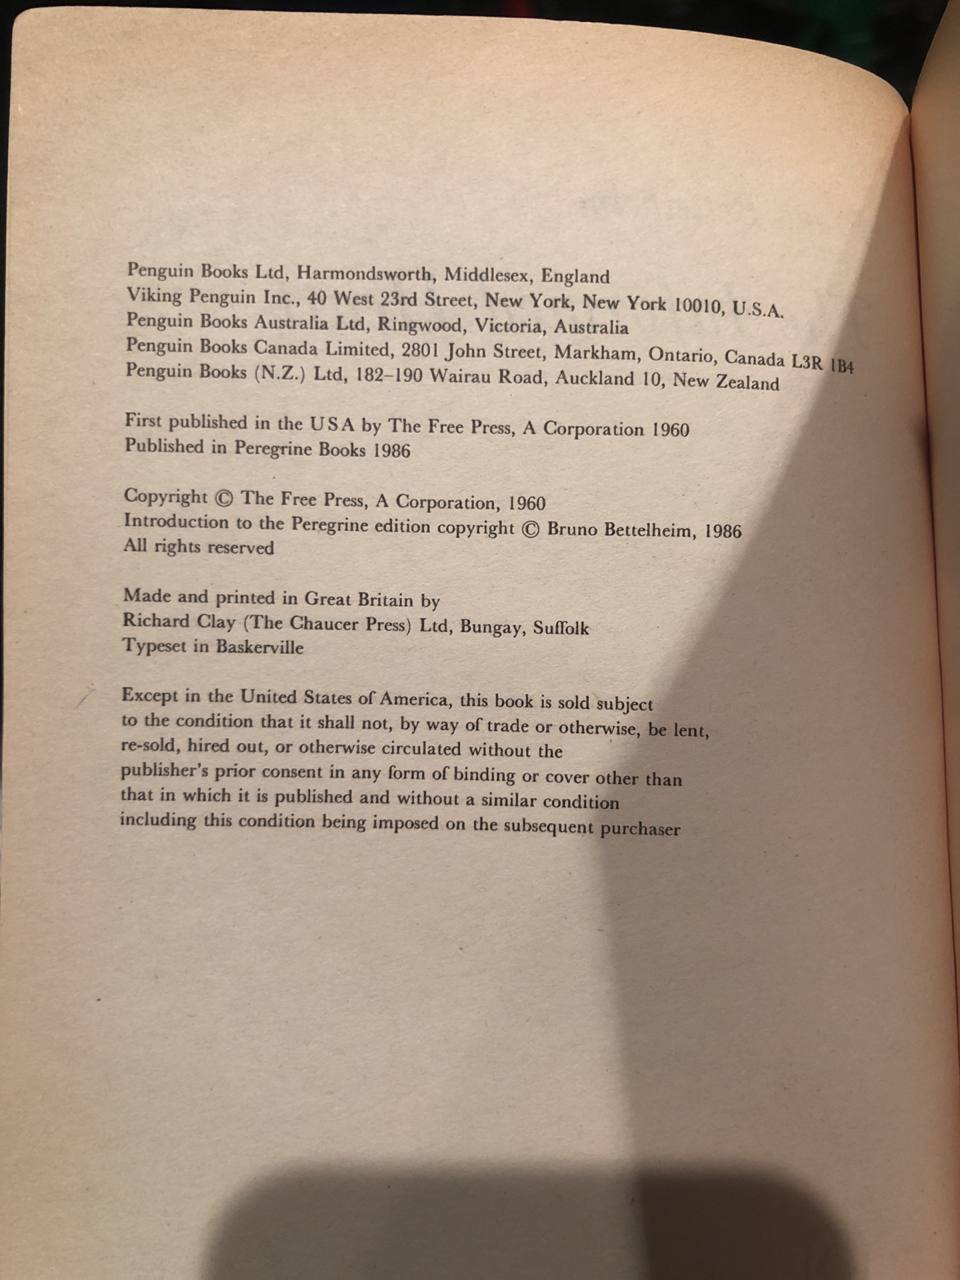 Penguin Books Ltd, Harmondsworth, Middlesex, England
Viking Penguin Inc., 40 West 23rd Street, New York, New York 10010, U.S.A.
Penguin Books Australia Ltd, Ringwood, Victoria, Australia
Penguin Books Canada Limited, 2801 John Street, Markham, Ontario, Canada L3R 1B4
Penguin Books (N.Z.) Ltd, 182–190 Wairau Road, Auckland 10, New Zealand
First published in the USA by The Free Press, A Corporation 1960
Published in Peregrine Books 1986
Copyright © The Free Press, A Corporation, 1960
Introduction to the Peregrine edition copyright © Bruno Bettelheim, 1986
All rights reserved
Made and printed in Great Britain by
Richard Clay (The Chaucer Press) Ltd, Bungay, Suffolk
Typeset in Baskerville
Except in the United States of America, this book is sold subject
to the condition that it shall not, by way of trade or otherwise, be lent,
re-sold, hired out, or otherwise circulated without the
publisher's prior consent in any form of binding or cover other than
that in which it is published and without a similar condition
including this condition being imposed on the subsequent purchaser